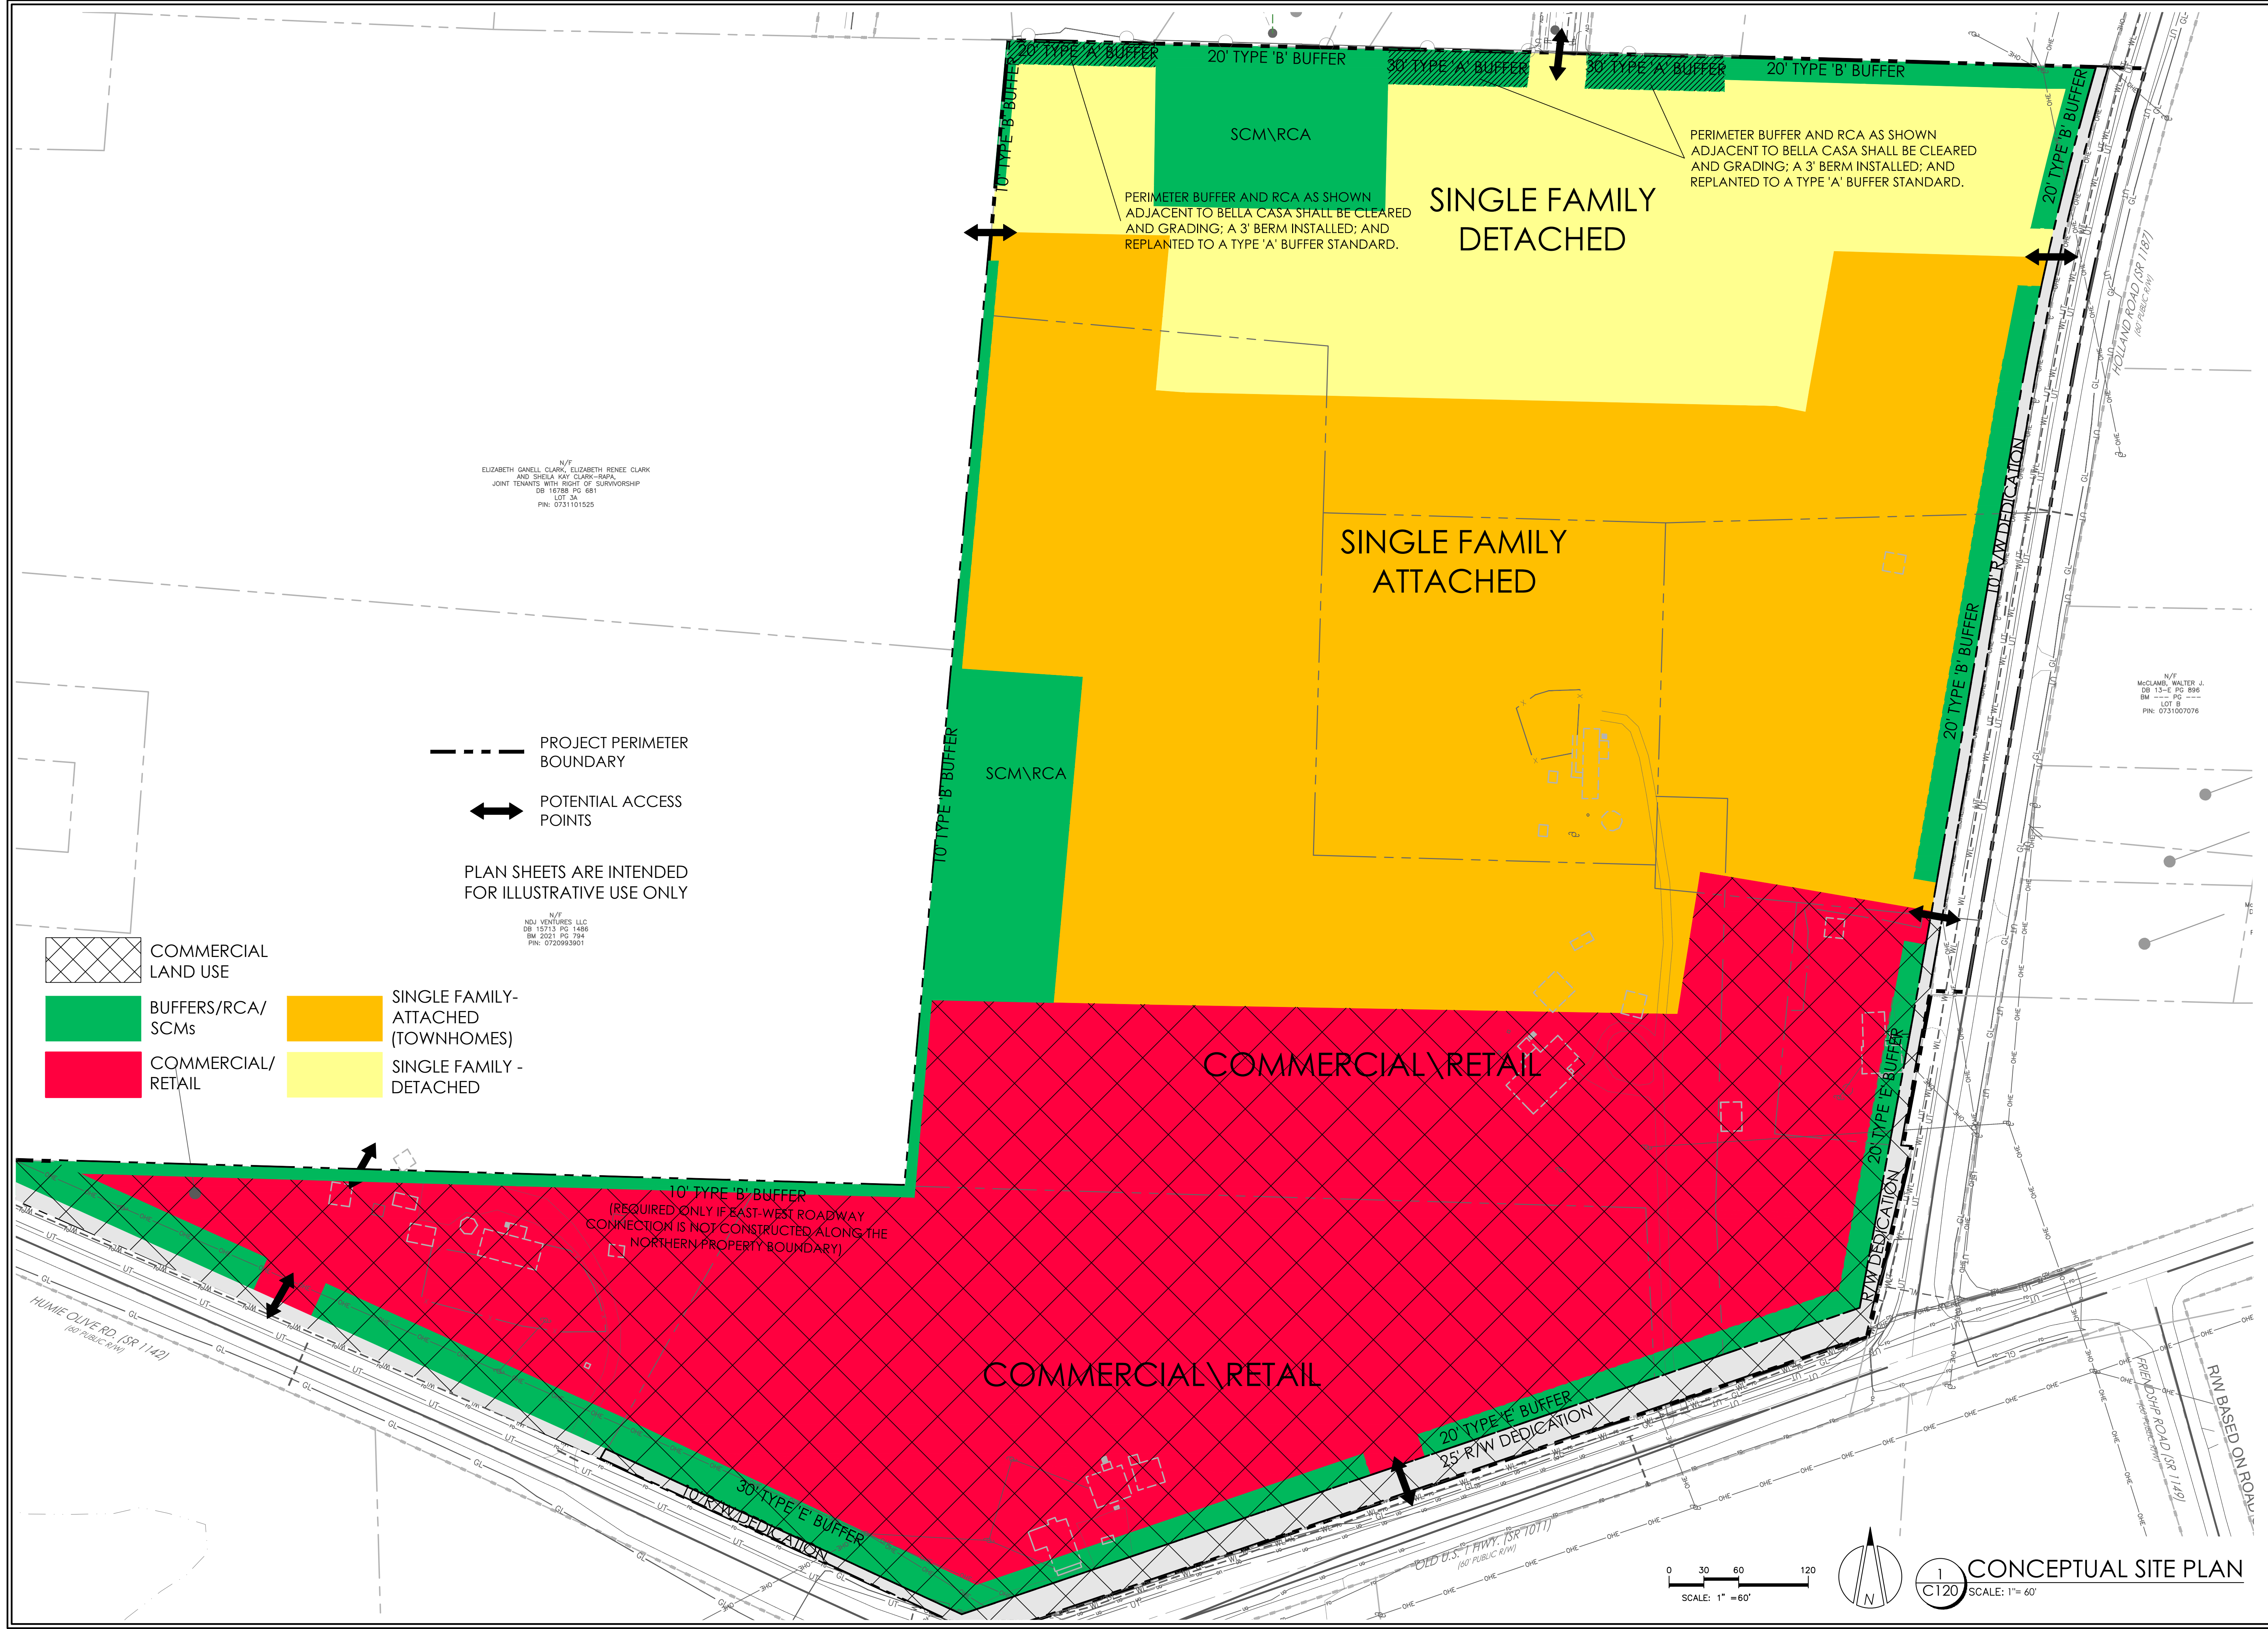 20' TYPE 'A' BUFFER
20' TYPE 'B' BUFFER
30' TYPE 'A' BUFFER
30' TYPE 'A' BUFFER
20' TYPE 'B' BUFFER
10' TYPE 'B' BUFFER
20' TYPE 'B' BUFFER
SCM\RCA
PERIMETER BUFFER AND RCA AS SHOWN
ADJACENT TO BELLA CASA SHALL BE CLEARED
AND GRADING; A 3' BERM INSTALLED; AND
REPLANTED TO A TYPE 'A' BUFFER STANDARD.
PERIMETER BUFFER AND RCA AS SHOWN
ADJACENT TO BELLA CASA SHALL BE CLEARED
AND GRADING; A 3' BERM INSTALLED; AND
REPLANTED TO A TYPE 'A' BUFFER STANDARD.
SINGLE FAMILY
DETACHED
HOLLAND ROAD (SR 1187)
(60' PUBLIC R/W)
N/F
ELIZABETH GANELL CLARK, ELIZABETH RENEE CLARK
AND SHEILA KAY CLARK-RAPA,
JOINT TENANTS WITH RIGHT OF SURVIVORSHIP
DB 16788 PG 681
LOT 3A
PIN: 0731101525
SINGLE FAMILY
ATTACHED
10' R/W DEDICATION
20' TYPE 'B' BUFFER
N/F
McCLAMB, WALTER J.
DB 13-E PG 896
BM --- PG ---
LOT B
PIN: 0731007076
PROJECT PERIMETER
BOUNDARY
POTENTIAL ACCESS
POINTS
PLAN SHEETS ARE INTENDED
FOR ILLUSTRATIVE USE ONLY
N/F
NDJ VENTURES LLC
DB 15713 PG 1486
BM 2021 PG 794
PIN: 0720993901
10' TYPE 'B' BUFFER
SCM\RCA
COMMERCIAL
LAND USE
BUFFERS/RCA/
SCMs
COMMERCIAL/
RETAIL
SINGLE FAMILY-
ATTACHED
(TOWNHOMES)
SINGLE FAMILY -
DETACHED
COMMERCIAL\RETAIL
20' TYPE 'E' BUFFER
R/W DEDICATION
10' TYPE 'B' BUFFER
(REQUIRED ONLY IF EAST-WEST ROADWAY
CONNECTION IS NOT CONSTRUCTED ALONG THE
NORTHERN PROPERTY BOUNDARY)
HUMIE OLIVE RD. (SR 1142)
(60' PUBLIC R/W)
COMMERCIAL\RETAIL
20' TYPE 'E' BUFFER
25' R/W DEDICATION
30' TYPE 'E' BUFFER
10' R/W DEDICATION
OLD U.S. 1 HWY. (SR 1011)
(60' PUBLIC R/W)
FRIENDSHIP ROAD (SR 1149)
(60' PUBLIC R/W)
R/W BASED ON ROAD
0 30 60 120
SCALE: 1" =60'
N
1
C120
CONCEPTUAL SITE PLAN
SCALE: 1"= 60'